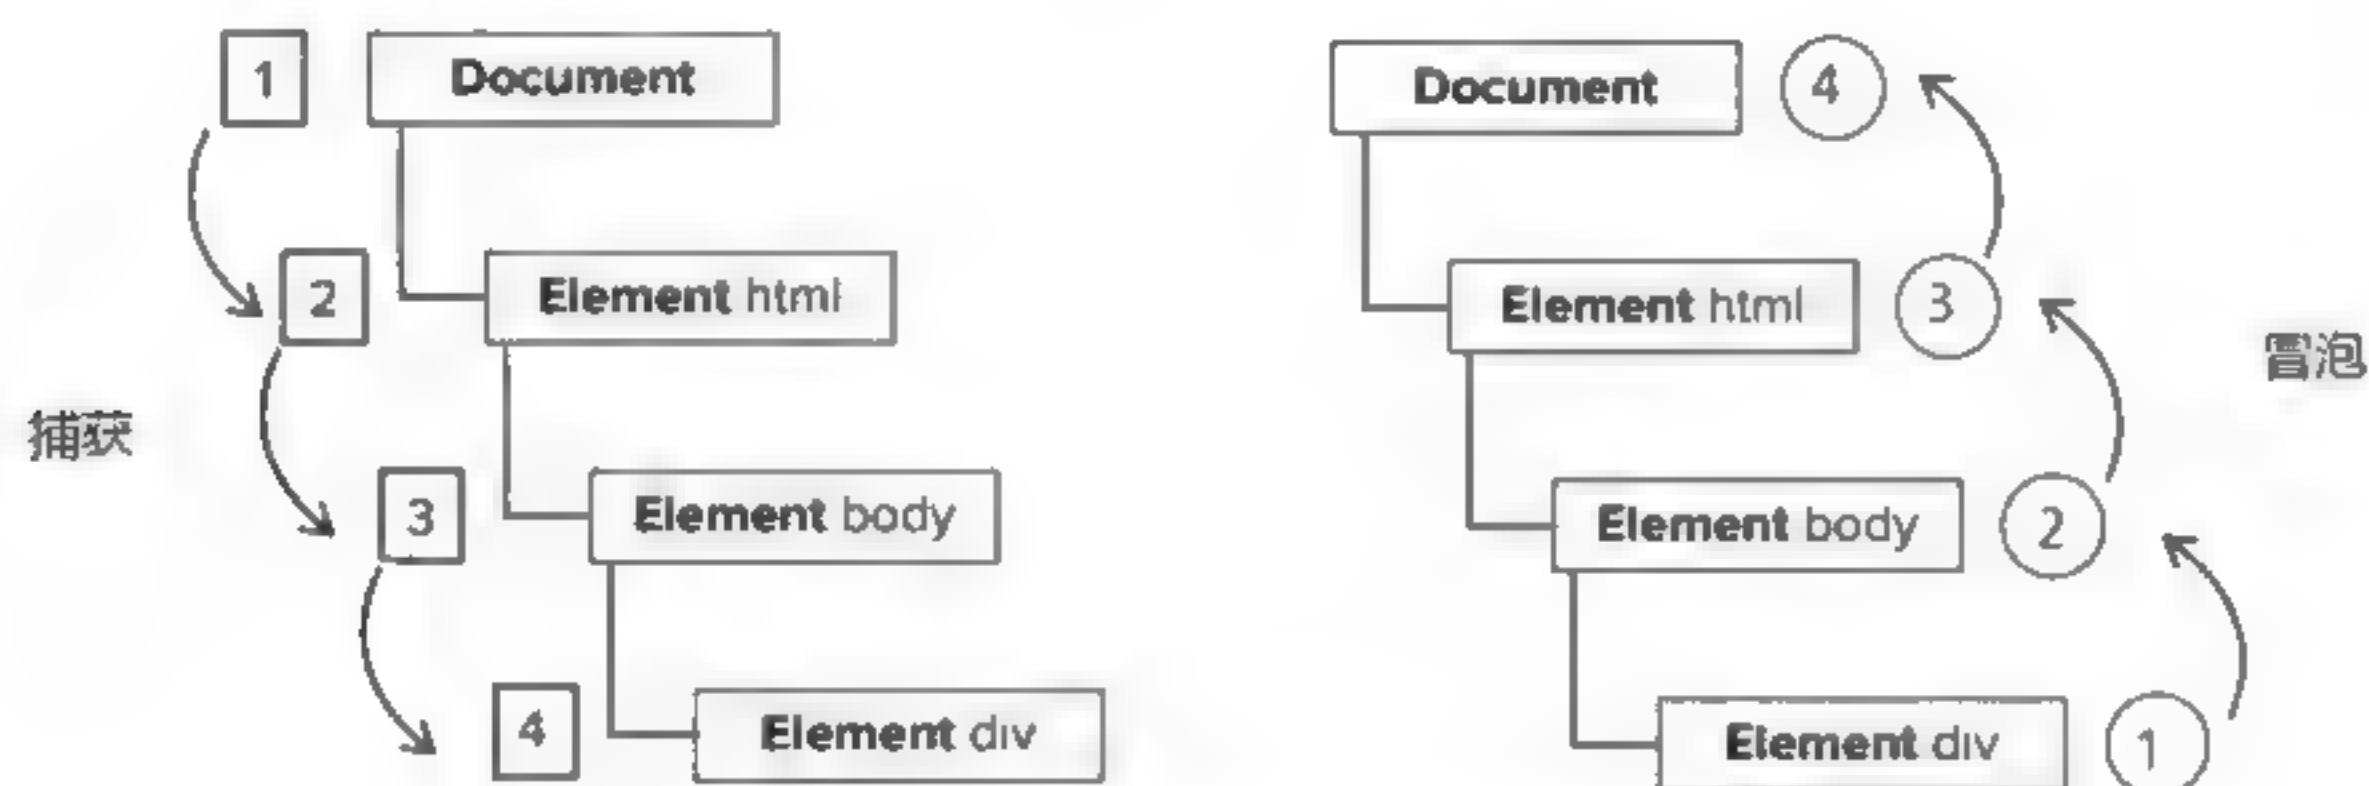 1 Document
2 Element html
捕获
3 Element body
4 Element div
Document 4
Element html 3
冒泡
Element body 2
Element div 1